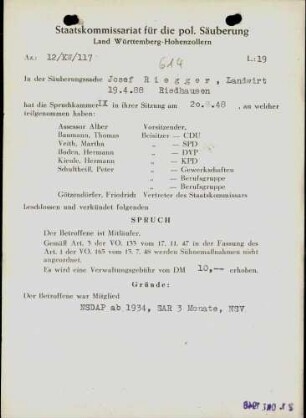 Staatskommissariat für die pol. Säuberung
Land Württemberg-Hohenzollern
Az.: 12/XX/117
614
L: 19
In der Säuberungssache Josef Riegger, Landwirt
19.4.88 Riedhausen
hat die Spruchkammer IX in ihrer Sitzung am 20.8.48, an welcher
teilgenommen haben:
Assessor Alker Vorsitzender,
Baumann, Thomas Beisitzer — CDU
Veith, Martha „ — SPD
Boden, Hermann „ — DVP
Kienle, Hermann „ — KPD
Schultheiß, Peter „ — Gewerkschaften
„ — Berufsgruppe
„ — Berufsgruppe
Götzendörfer, Friedrich Vertreter des Staatskommissars
beschlossen und verkündet folgenden
SPRUCH
Der Betroffene ist Mitläufer.
Gemäß Art. 3 der VO. 133 vom 17. 11. 47 in der Fassung des
Art. 1 der VO. 165 vom 13. 7. 48 werden Sühnemaßnahmen nicht
angeordnet.
Es wird eine Verwaltungsgebühr von DM 10,-- erhoben.
Gründe:
Der Betroffene war Mitglied
NSDAP ab 1934, SAR 3 Monate, NSV